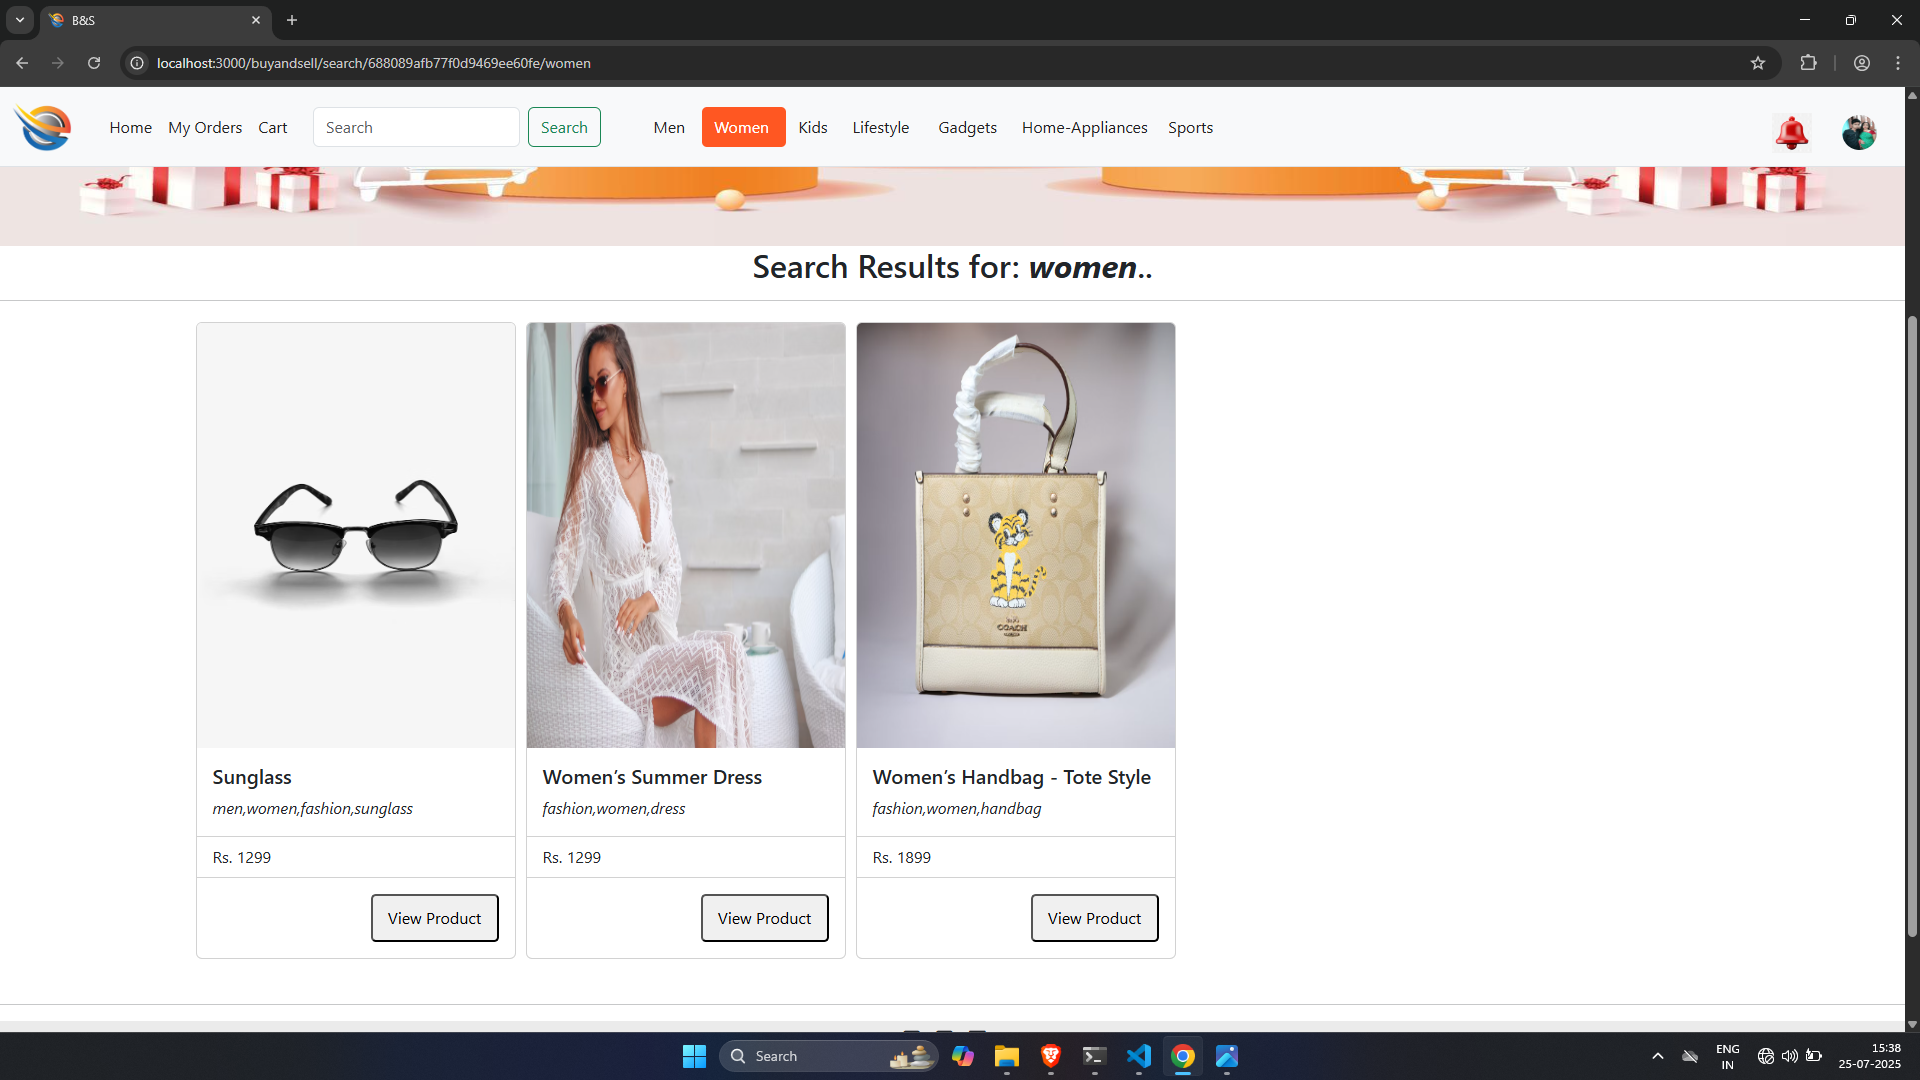 B&S
localhost:3000/buyandsell/search/688089afb77f0d9469ee60fe/women
Home My Orders Cart Search Search Men Women Kids Lifestyle Gadgets Home-Appliances Sports
Search Results for: women..
COACH
Sunglass
men,women,fashion,sunglass
Rs. 1299
View Product
Women’s Summer Dress
fashion,women,dress
Rs. 1299
View Product
Women’s Handbag - Tote Style
fashion,women,handbag
Rs. 1899
View Product
Search
ENG
IN
15:38
25-07-2025